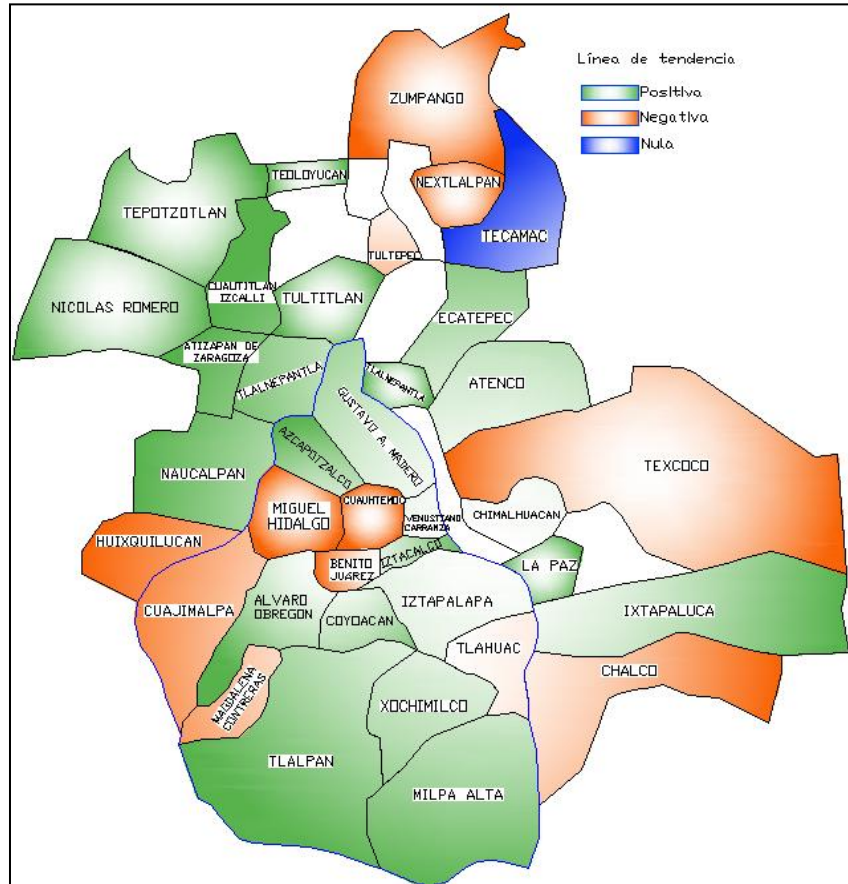 Línea de tendencia
Positiva
Negativa
Nula
ZUMPANGO
TEOLOYUCAN
NEXTLALPAN
TEPOTZOTLAN
TECAMAC
TULTEPEC
CUAUTITLAN
IZCALLI
TULTITLAN
NICOLAS ROMERO
ECATEPEC
ATIZAPAN DE
ZARAGOZA
TLALNEPANTLA
TLALNEPANTLA
ATENCO
GUSTAVO A. MADERO
AZCAPOTZALCO
NAUCALPAN
TEXCOCO
MIGUEL
HIDALGO
CUAUHTEMOC
CHIMALHUACAN
VENUSTIANO
CARRANZA
HUIXQUILUCAN
IZTACALCO
BENITO
JUÁREZ
LA PAZ
CUAJIMALPA
ALVARO
OBREGON
IZTAPALAPA
COYOACAN
IXTAPALUCA
TLAHUAC
CHALCO
MAGDALENA
CONTRERAS
XOCHIMILCO
TLALPAN
MILPA ALTA